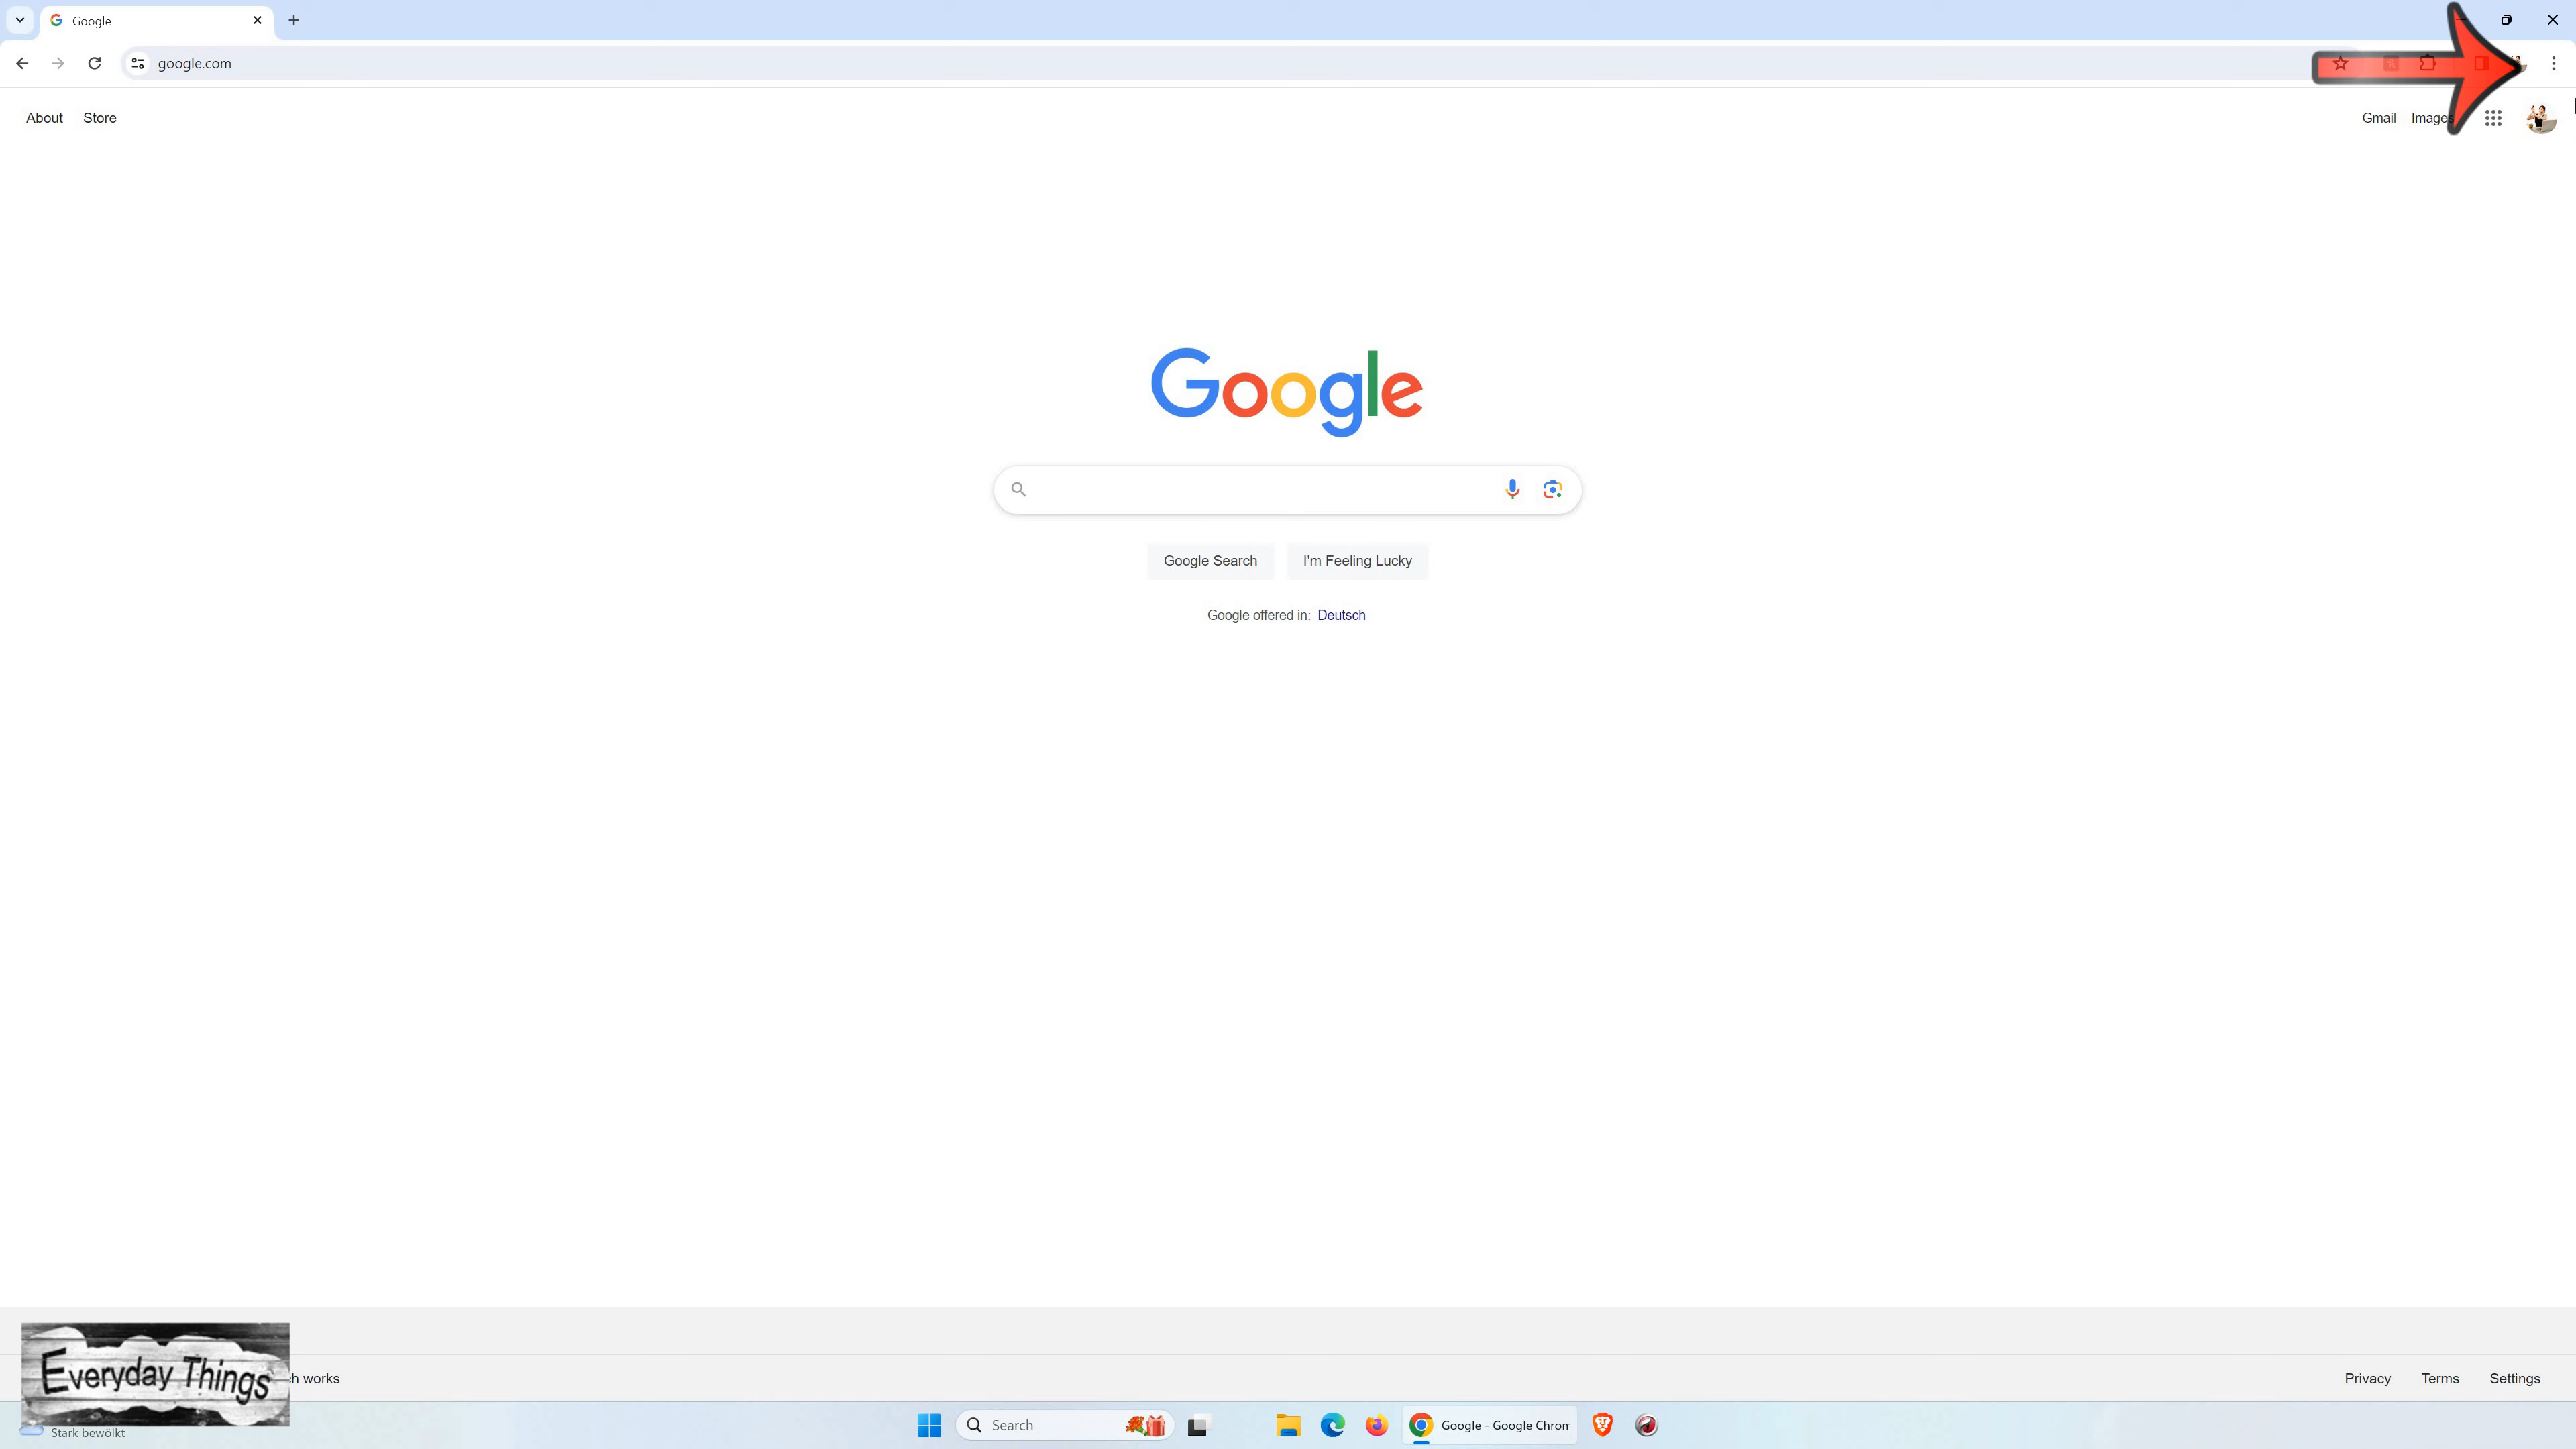 Google
google.com
About Store
Gmail Images
Google
Google Search I'm Feeling Lucky
Google offered in: Deutsch
Everyday Things
works
Privacy Terms Settings
Stark bewölkt
Search
Google - Google Chrom